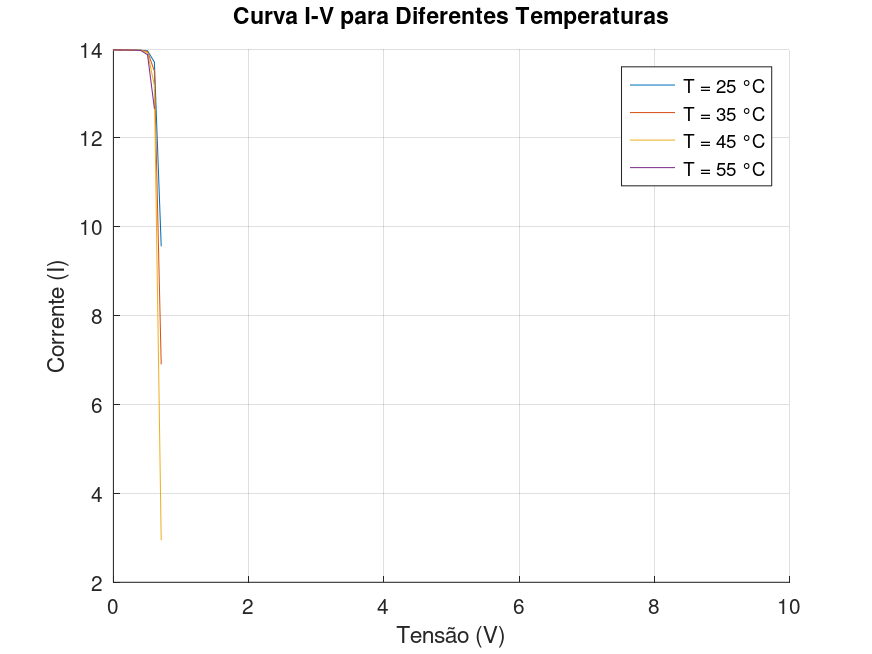 Curva I-V para Diferentes Temperaturas
14
12
10
8
6
4
2
Corrente (I)
T = 25 °C
T = 35 °C
T = 45 °C
T = 55 °C
0 2 4 6 8 10
Tensão (V)